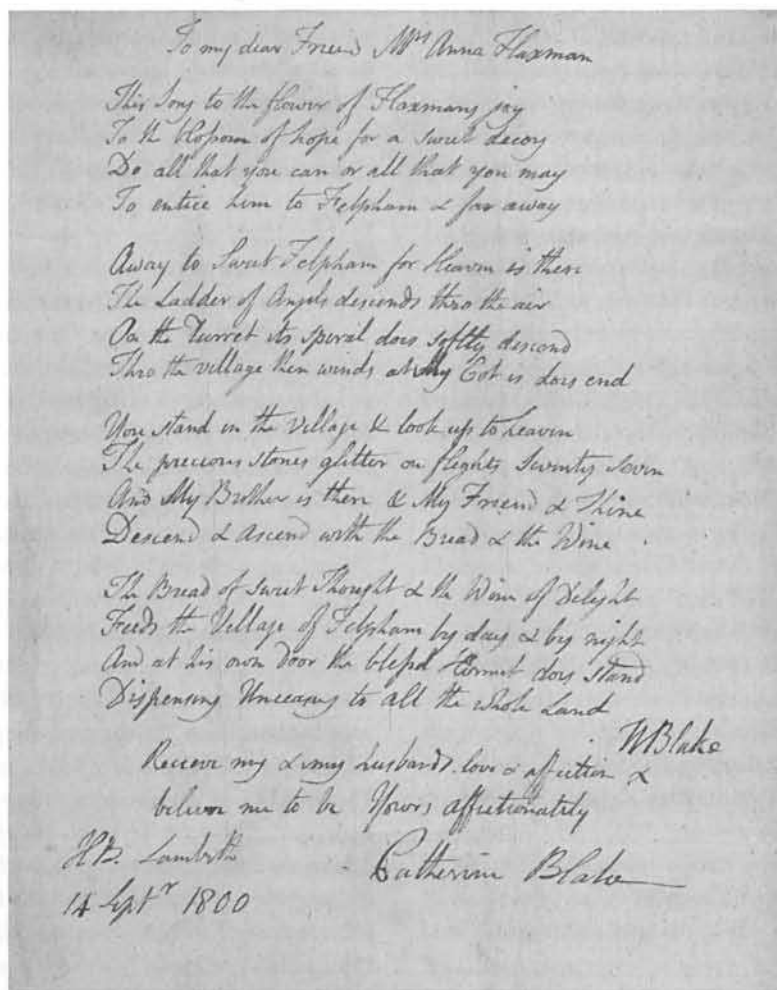 To my dear Friend Mrs Anna Flaxman
This Song to the flower of Flaxmans joy
To the blossom of hope for a sweet decoy
Do all that you can or all that you may
To entice him to Felpham & far away
Away to Sweet Felpham for Heaven is there
The Ladder of Angels descends thro the air
On the Turret its spiral does softly descend
Thro the village then winds at My Cot is does end
You stand in the village & look up to heaven
The precious stones glitter on flights seventy seven
And My Brother is there & My Friend & Thine
Descend & Ascend with the Bread & the Wine
The Bread of sweet Thought & the Wine of Delight
Feeds the Village of Felpham by day & by night
And at his own door the blessd Hermit does stand
Dispensing Unceasing to all the whole Land
WBlake
Recieve my & my husbands love & affection &
believe me to be Yours affectionately
Catherine Blake
HB. Lambeth
14 Septr 1800